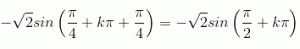 −√2sin(π/4 + kπ + π/4) = −√2sin(π/2 + kπ)